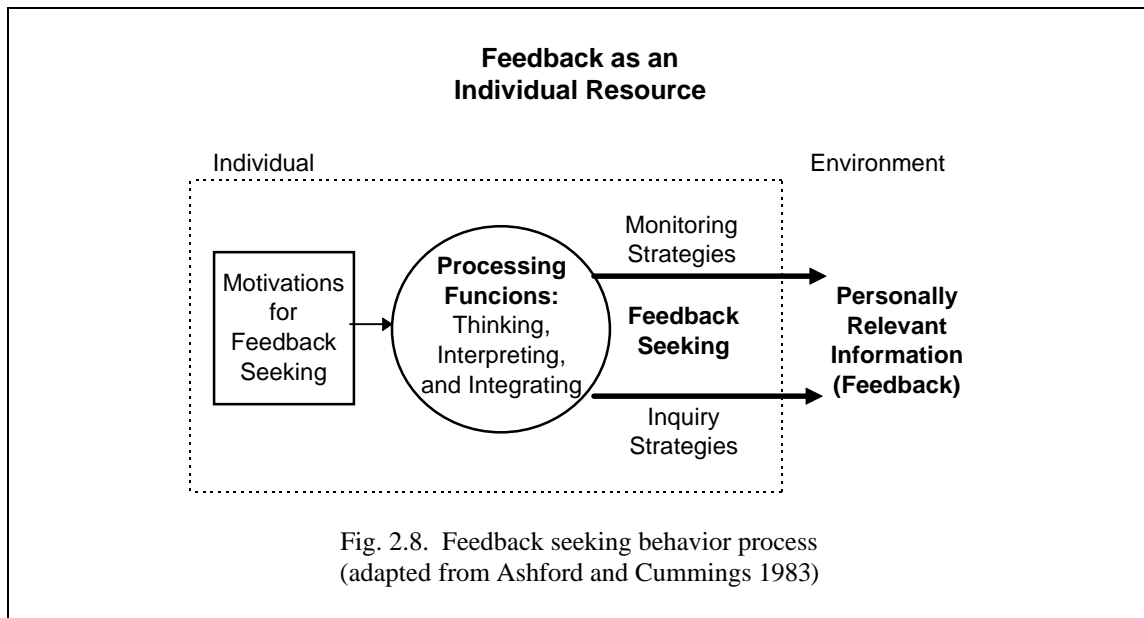 Feedback as an
Individual Resource
Individual
Environment
Motivations
for
Feedback
Seeking
Processing
Funcions:
Thinking,
Interpreting,
and Integrating
Monitoring
Strategies
Feedback
Seeking
Inquiry
Strategies
Personally
Relevant
Information
(Feedback)
Fig. 2.8. Feedback seeking behavior process
(adapted from Ashford and Cummings 1983)